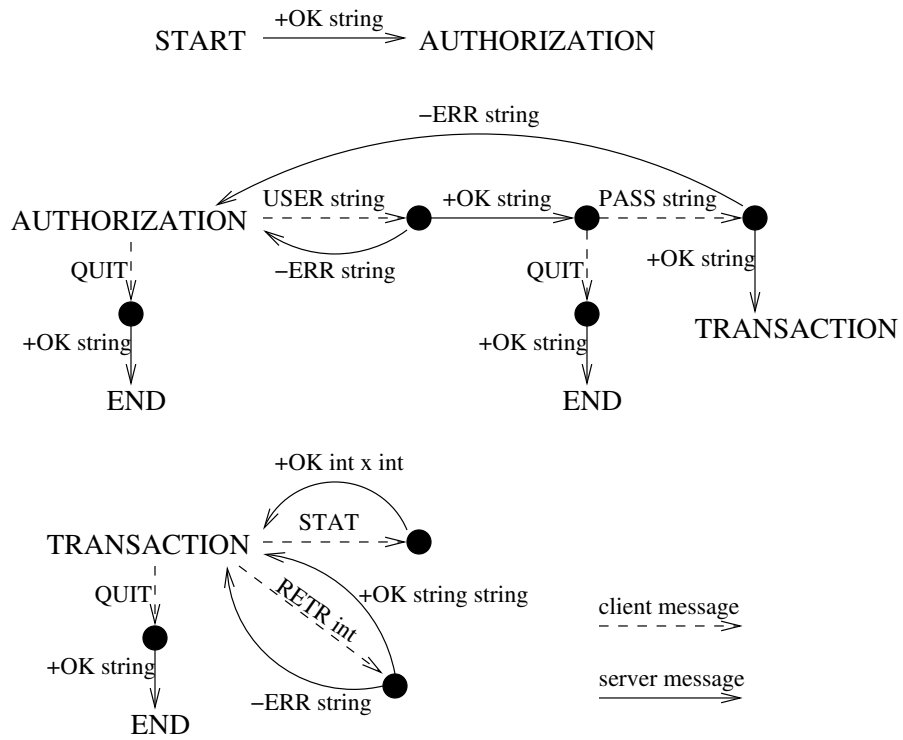 +OK string
START
AUTHORIZATION
−ERR string
USER string
+OK string
PASS string
AUTHORIZATION
−ERR string
+OK string
QUIT
QUIT
+OK string
+OK string
TRANSACTION
END
END
+OK int x int
STAT
TRANSACTION
QUIT
RETR int
+OK string string
client message
+OK string
−ERR string
server message
END